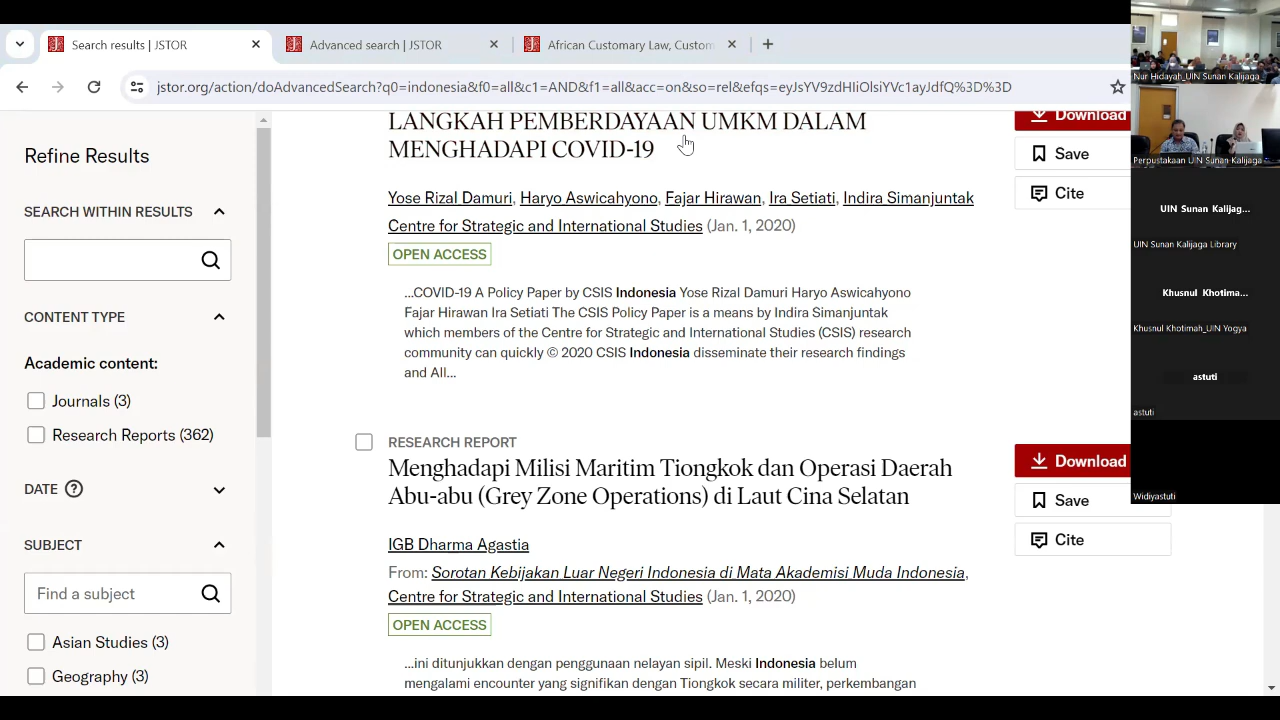 Search results | JSTOR
Advanced search | JSTOR
African Customary Law, Custom
jstor.org/action/doAdvancedSearch?q0=indonesia&f0=all&c1=AND&f1=all&acc=on&so=rel&efqs=eyJsYV9zdHIiOlsiYVc1ayJdfQ%3D%3D
Refine Results
SEARCH WITHIN RESULTS
CONTENT TYPE
Academic content:
Journals (3)
Research Reports (362)
DATE ?
SUBJECT
Find a subject
Asian Studies (3)
Geography (3)
LANGKAH PEMBERDAYAAN UMKM DALAM
MENGHADAPI COVID-19
Yose Rizal Damuri, Haryo Aswicahyono, Fajar Hirawan, Ira Setiati, Indira Simanjuntak
Centre for Strategic and International Studies (Jan. 1, 2020)
OPEN ACCESS
...COVID-19 A Policy Paper by CSIS Indonesia Yose Rizal Damuri Haryo Aswicahyono
Fajar Hirawan Ira Setiati The CSIS Policy Paper is a means by Indira Simanjuntak
which members of the Centre for Strategic and International Studies (CSIS) research
community can quickly © 2020 CSIS Indonesia disseminate their research findings
and All...
Download
Save
Cite
RESEARCH REPORT
Menghadapi Milisi Maritim Tiongkok dan Operasi Daerah
Abu-abu (Grey Zone Operations) di Laut Cina Selatan
IGB Dharma Agastia
From: Sorotan Kebijakan Luar Negeri Indonesia di Mata Akademisi Muda Indonesia,
Centre for Strategic and International Studies (Jan. 1, 2020)
OPEN ACCESS
...ini ditunjukkan dengan penggunaan nelayan sipil. Meski Indonesia belum
mengalami encounter yang signifikan dengan Tiongkok secara militer, perkembangan
Download
Save
Cite
Nur Hidayah_UIN Sunan Kalijaga
Perpustakaan UIN Sunan Kalijaga
UIN Sunan Kalijag...
UIN Sunan Kalijaga Library
Khusnul Khotima...
Khusnul Khotimah_UIN Yogya
astuti
astuti
Widiyastuti